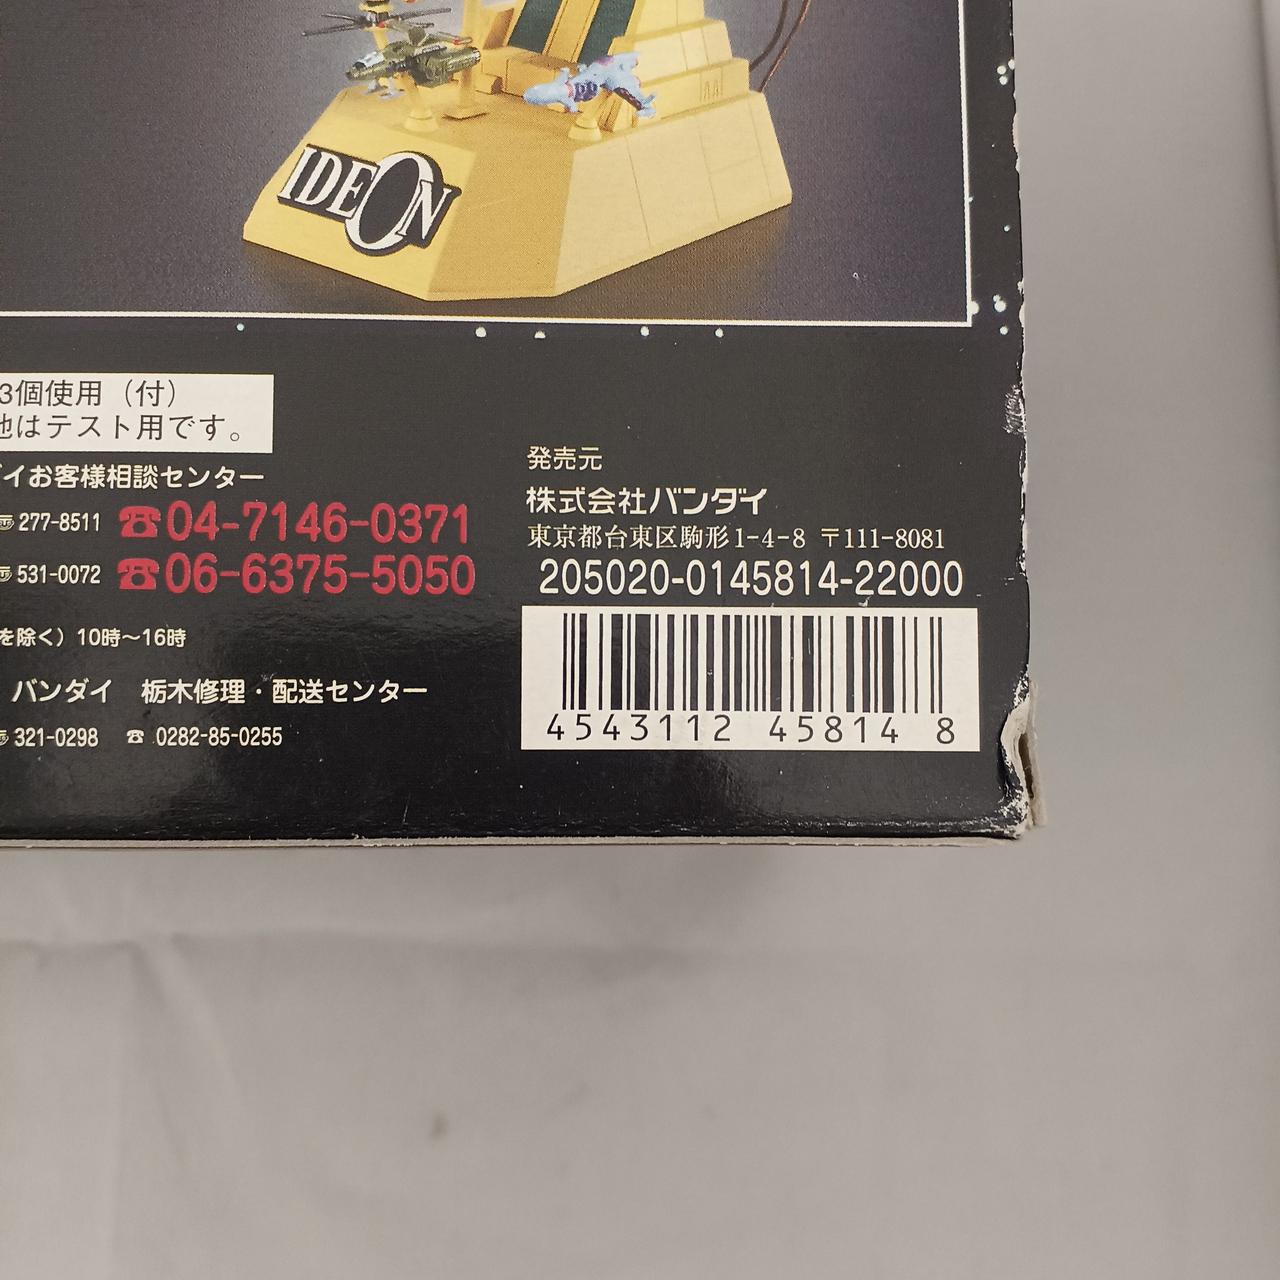 IDEON
3個使用（付）
池はテスト用です。
イお客様相談センター
277-8511 ☎04-7146-0371
531-0072 ☎06-6375-5050
を除く）10時～16時
バンダイ 栃木修理・配送センター
321-0298 ☎ 0282-85-0255
発売元
株式会社バンダイ
東京都台東区駒形1-4-8 〒111-8081
205020-0145814-22000
4543112 45814 8